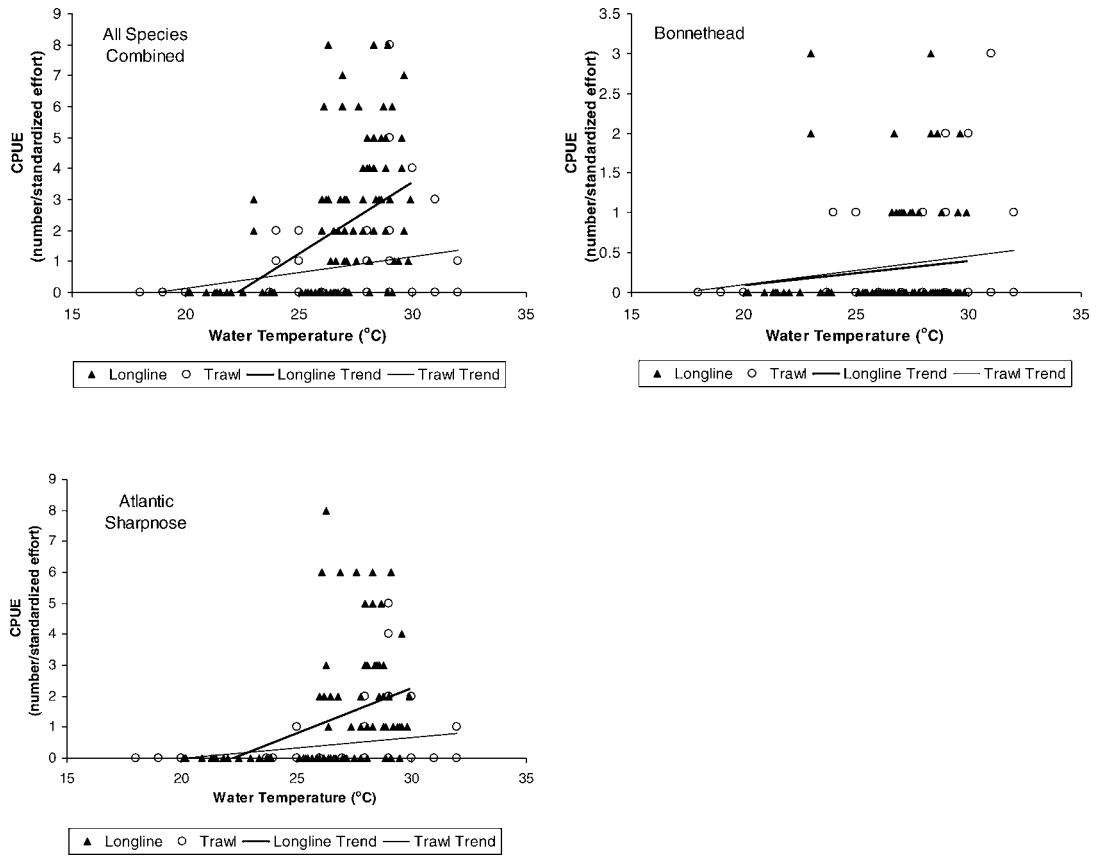 All Species
Combined
CPUE
(number/standardized effort)
9
8
7
6
5
4
3
2
1
0
15 20 25 30 35
Water Temperature (°C)
Longline Trawl Longline Trend Trawl Trend
Bonnethead
CPUE
(number/standardized effort)
3.5
3
2.5
2
1.5
1
0.5
0
15 20 25 30 35
Water Temperature (°C)
Longline Trawl Longline Trend Trawl Trend
Atlantic
Sharpnose
CPUE
(number/standardized effort)
9
8
7
6
5
4
3
2
1
0
15 20 25 30 35
Water Temperature (°C)
Longline Trawl Longline Trend Trawl Trend